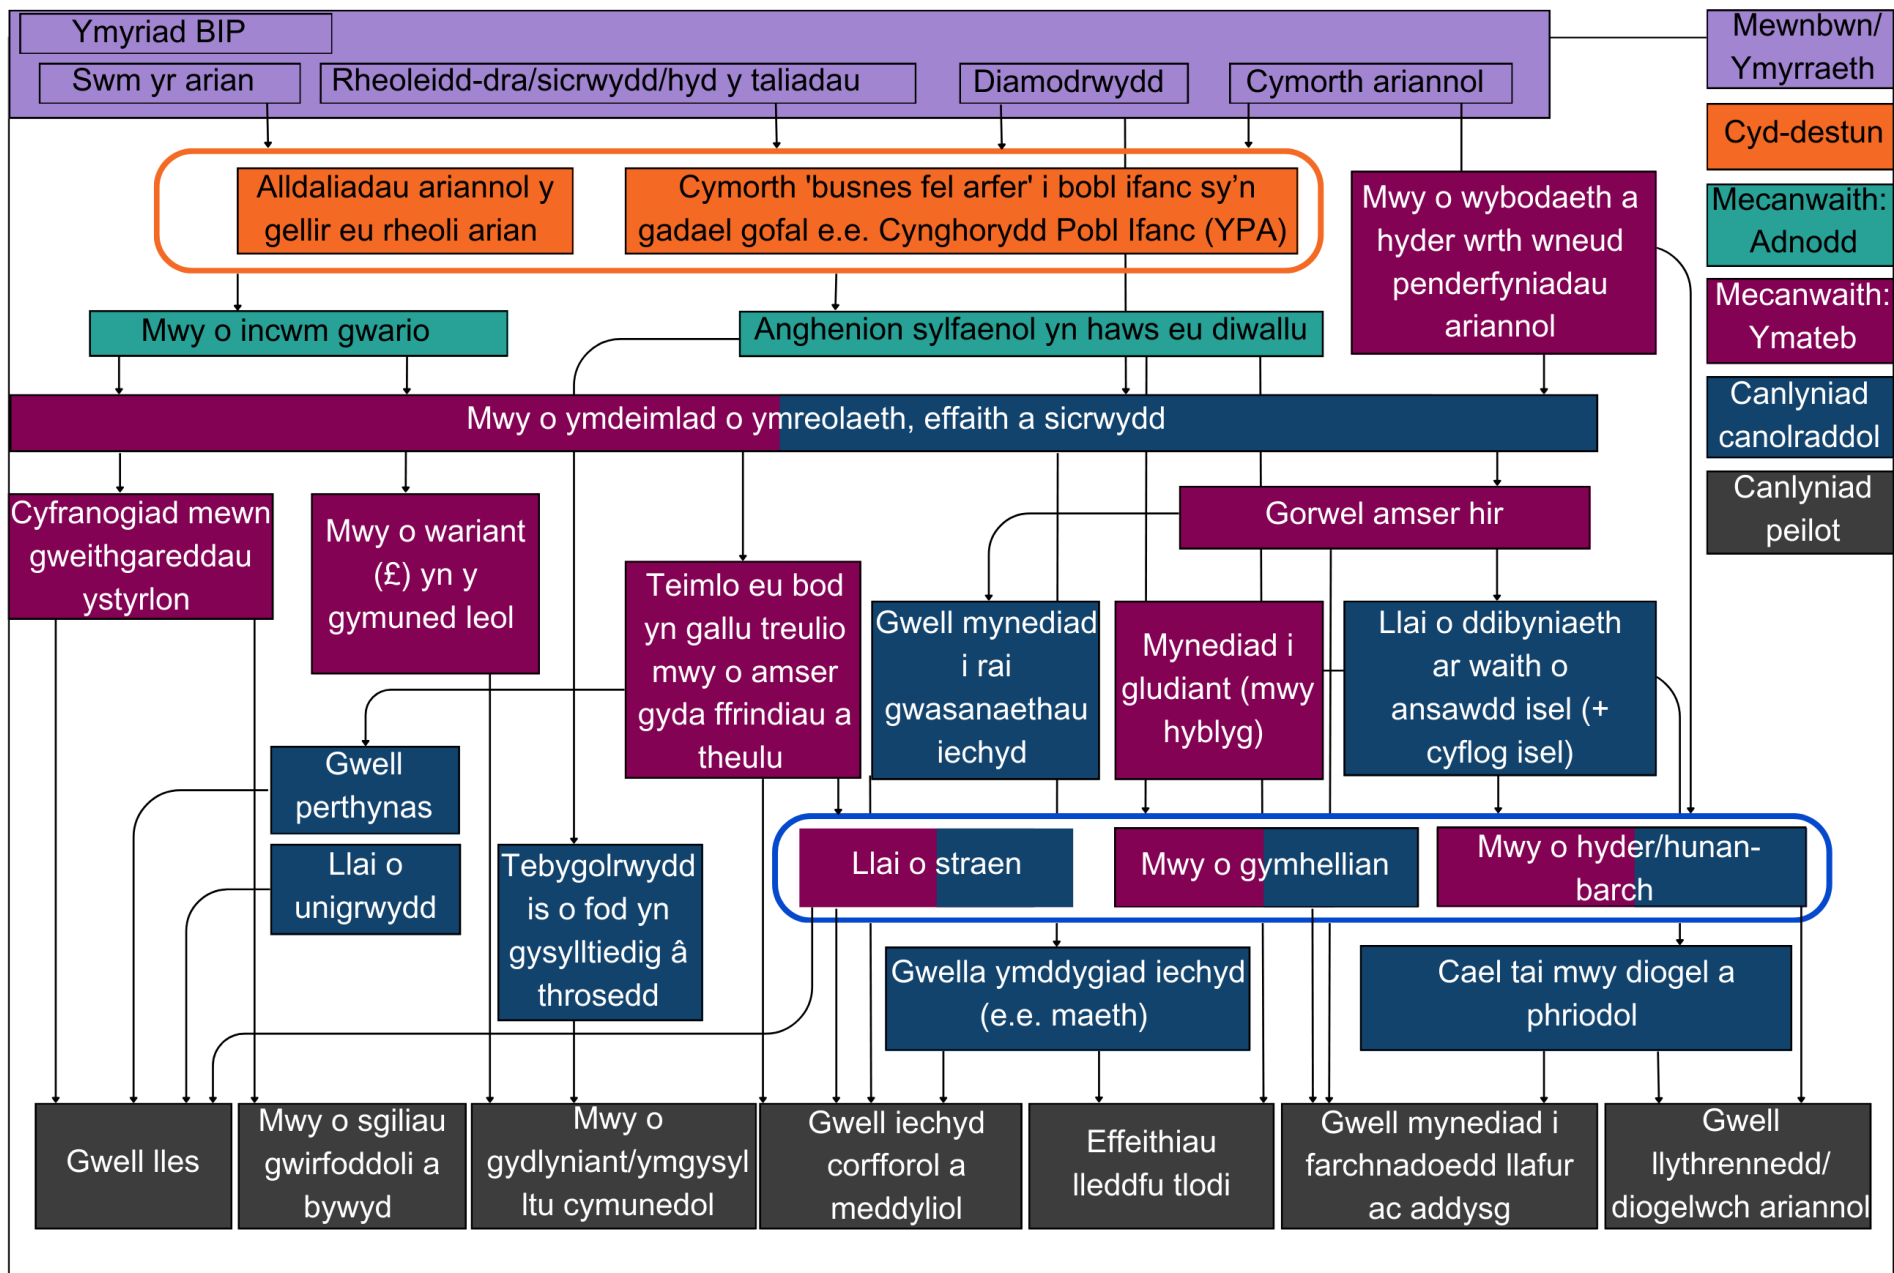 Ymyriad BIP
Swm yr arian
Rheoleidd-dra/sicrwydd/hyd y taliadau
Diamodrwydd
Cymorth ariannol
Mewnbwn/
Ymyrraeth
Cyd-destun
Mecanwaith:
Adnodd
Mecanwaith:
Ymateb
Canlyniad
canolraddol
Canlyniad
peilot
Alldaliadau ariannol y
gellir eu rheoli arian
Cymorth 'busnes fel arfer' i bobl ifanc sy’n
gadael gofal e.e. Cynghorydd Pobl Ifanc (YPA)
Mwy o wybodaeth a
hyder wrth wneud
penderfyniadau
ariannol
Mwy o incwm gwario
Anghenion sylfaenol yn haws eu diwallu
Mwy o ymdeimlad o ymreolaeth, effaith a sicrwydd
Cyfranogiad mewn
gweithgareddau
ystyrlon
Mwy o wariant
(£) yn y
gymuned leol
Teimlo eu bod
yn gallu treulio
mwy o amser
gyda ffrindiau a
theulu
Gorwel amser hir
Gwell mynediad
i rai
gwasanaethau
iechyd
Mynediad i
gludiant (mwy
hyblyg)
Llai o ddibyniaeth
ar waith o
ansawdd isel (+
cyflog isel)
Gwell
perthynas
Llai o
unigrwydd
Tebygolrwydd
is o fod yn
gysylltiedig â
throsedd
Llai o straen
Mwy o gymhellian
Mwy o hyder/hunan-
barch
Gwella ymddygiad iechyd
(e.e. maeth)
Cael tai mwy diogel a
phriodol
Gwell lles
Mwy o sgiliau
gwirfoddoli a
bywyd
Mwy o
gydlyniant/ymgysyl
ltu cymunedol
Gwell iechyd
corfforol a
meddyliol
Effeithiau
lleddfu tlodi
Gwell mynediad i
farchnadoedd llafur
ac addysg
Gwell
llythrennedd/
diogelwch ariannol